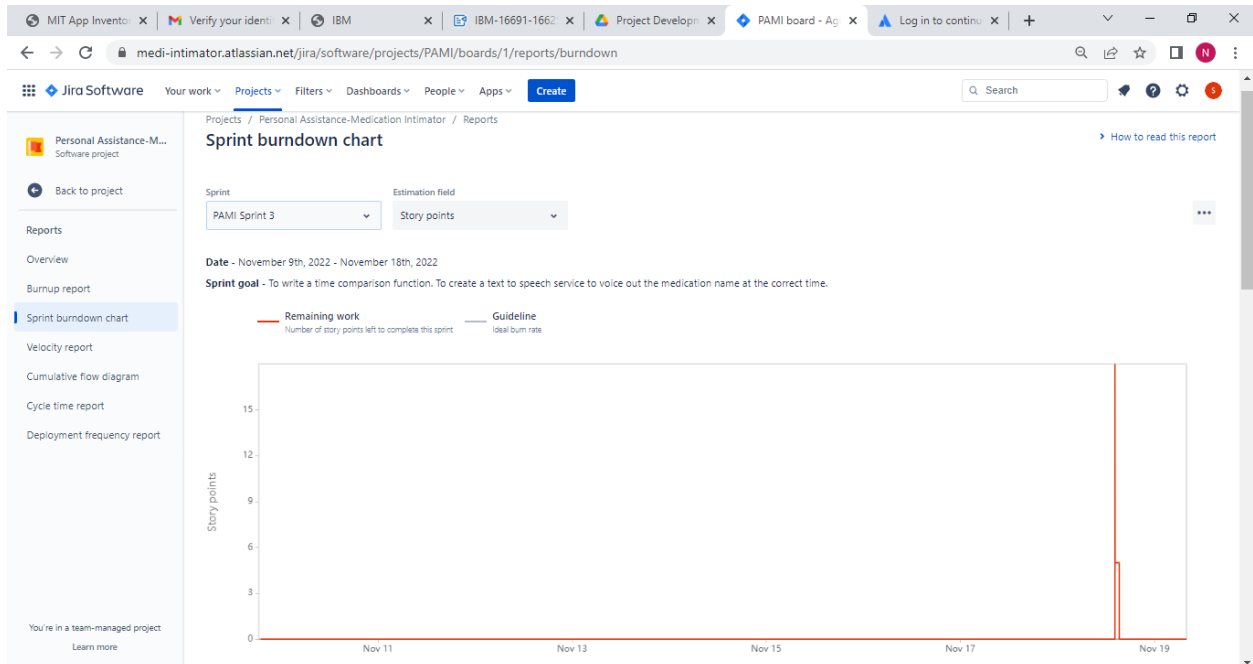 MIT App Invento
Verify your identi
IBM
IBM-16691-1662
Project Developm
PAMI board - Ag
Log in to continu
medi-intimator.atlassian.net/jira/software/projects/PAMI/boards/1/reports/burndown
N
Jira Software
Your work
Projects
Filters
Dashboards
People
Apps
Create
Search
S
Personal Assistance-M...
Software project
Back to project
Reports
Overview
Burnup report
Sprint burndown chart
Velocity report
Cumulative flow diagram
Cycle time report
Deployment frequency report
You're in a team-managed project
Learn more
Projects / Personal Assistance-Medication Intimator / Reports
Sprint burndown chart
How to read this report
Sprint
Estimation field
PAMI Sprint 3
Story points
Date - November 9th, 2022 - November 18th, 2022
Sprint goal - To write a time comparison function. To create a text to speech service to voice out the medication name at the correct time.
Remaining work
Number of story points left to complete this sprint
Guideline
Ideal burn rate
Story points
15
12
9
6
3
0
Nov 11
Nov 13
Nov 15
Nov 17
Nov 19